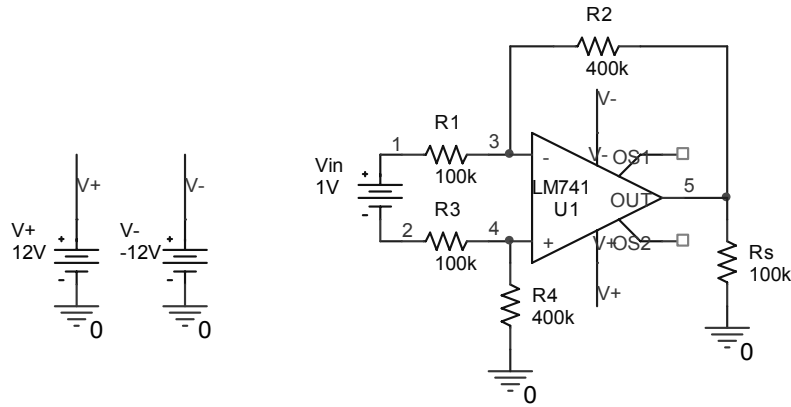 R2
400k
V-
R1
1
3
100k
-
V-
OS1
Vin
1V
+
-
LM741
U1
OUT
5
V+
V-
R3
2
4
100k
+
V+
OS2
V+
12V
+
-
V-
-12V
+
-
Rs
100k
R4
400k
V+
0
0
0
0